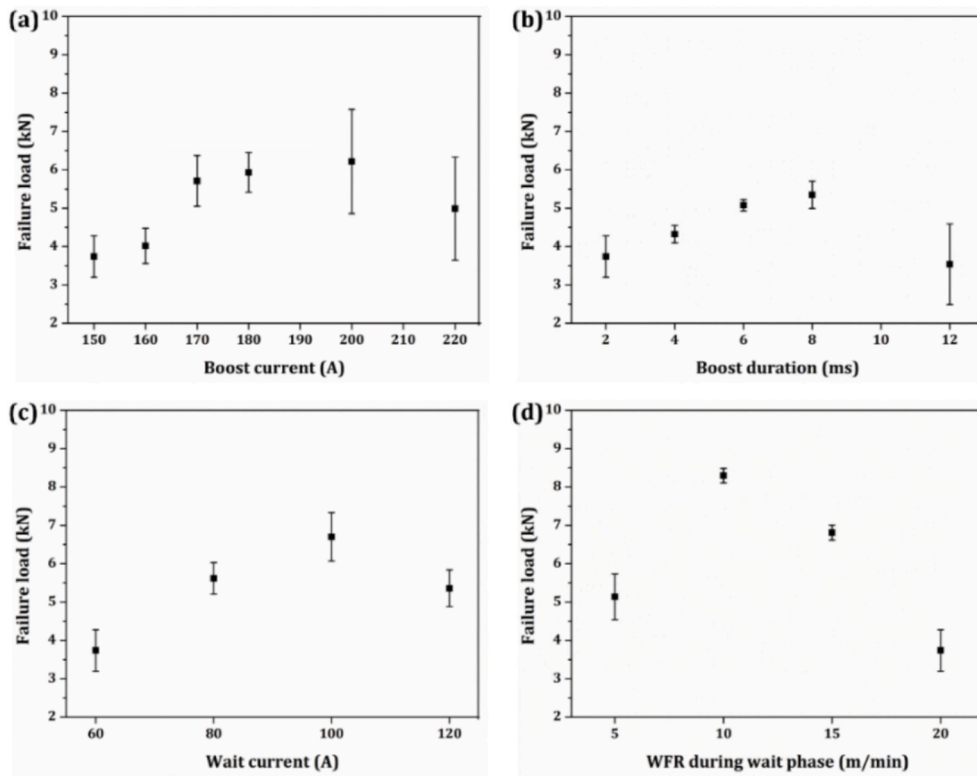 (a)
10
9
8
7
6
5
4
3
2
Failure load (kN)
150 160 170 180 190 200 210 220
Boost current (A)
(b)
10
9
8
7
6
5
4
3
2
Failure load (kN)
2 4 6 8 10 12
Boost duration (ms)
(c)
10
9
8
7
6
5
4
3
2
Failure load (kN)
60 80 100 120
Wait current (A)
(d)
10
9
8
7
6
5
4
3
2
Failure load (kN)
5 10 15 20
WFR during wait phase (m/min)